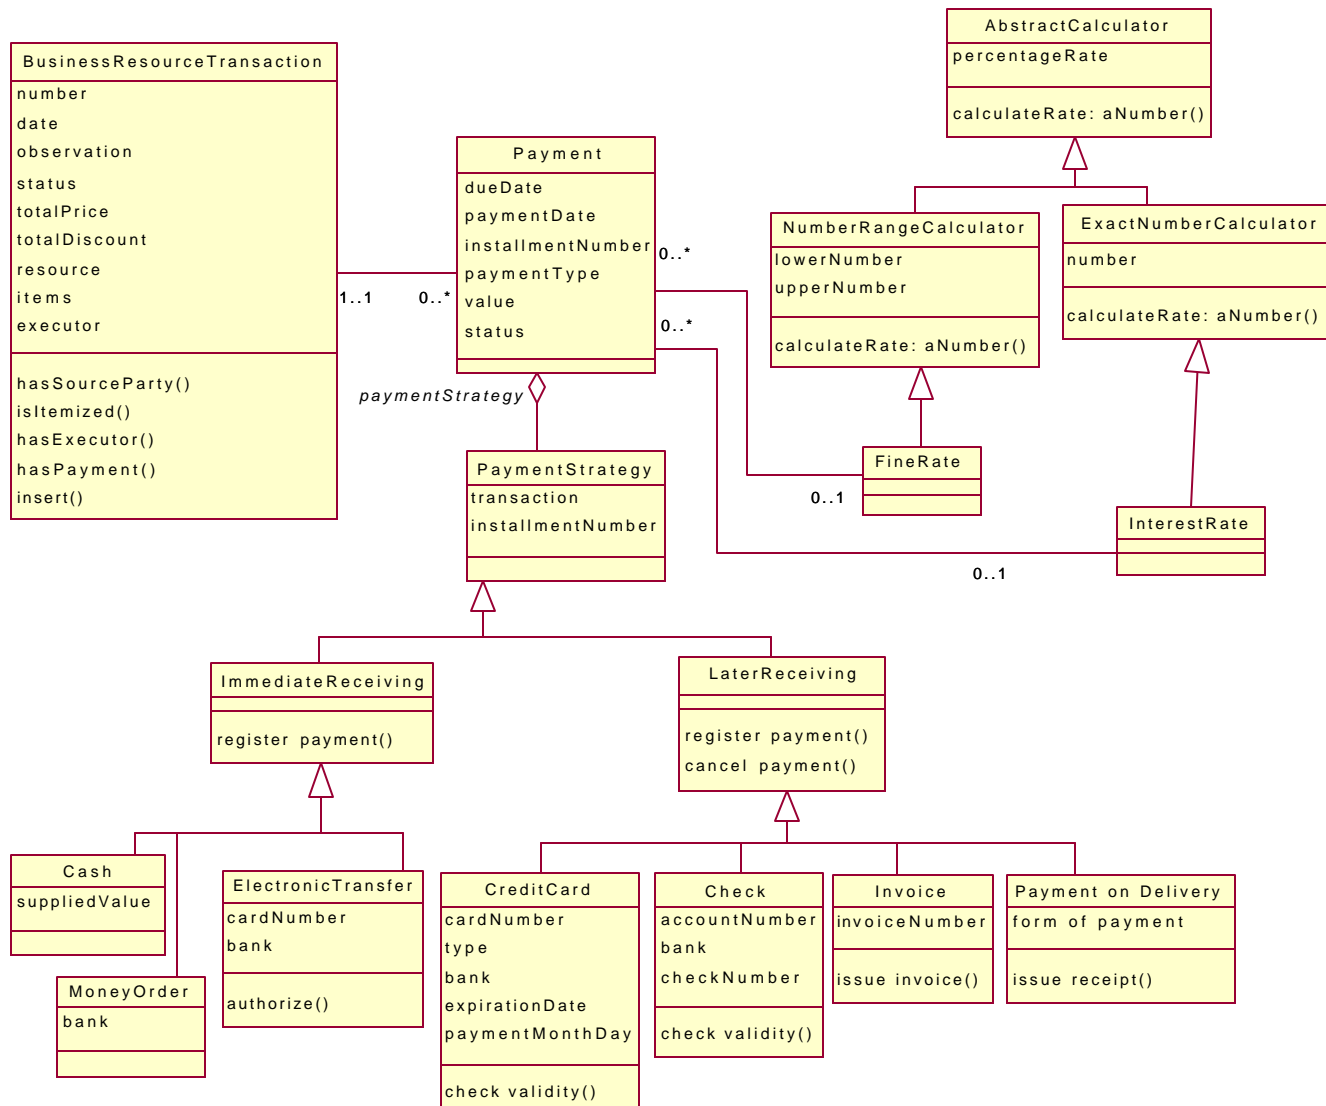 BusinessResourceTransaction
number
date
observation
status
totalPrice
totalDiscount
resource
items
executor
hasSourceParty()
isItemized()
hasExecutor()
hasPayment()
insert()
1..1
0..*
Payment
dueDate
paymentDate
installmentNumber
paymentType
value
status
0..*
0..*
paymentStrategy
AbstractCalculator
percentageRate
calculateRate: aNumber()
NumberRangeCalculator
lowerNumber
upperNumber
calculateRate: aNumber()
ExactNumberCalculator
number
calculateRate: aNumber()
FineRate
0..1
InterestRate
0..1
PaymentStrategy
transaction
installmentNumber
ImmediateReceiving
register payment()
LaterReceiving
register payment()
cancel payment()
Cash
suppliedValue
MoneyOrder
bank
ElectronicTransfer
cardNumber
bank
authorize()
CreditCard
cardNumber
type
bank
expirationDate
paymentMonthDay
check validity()
Check
accountNumber
bank
checkNumber
check validity()
Invoice
invoiceNumber
issue invoice()
Payment on Delivery
form of payment
issue receipt()